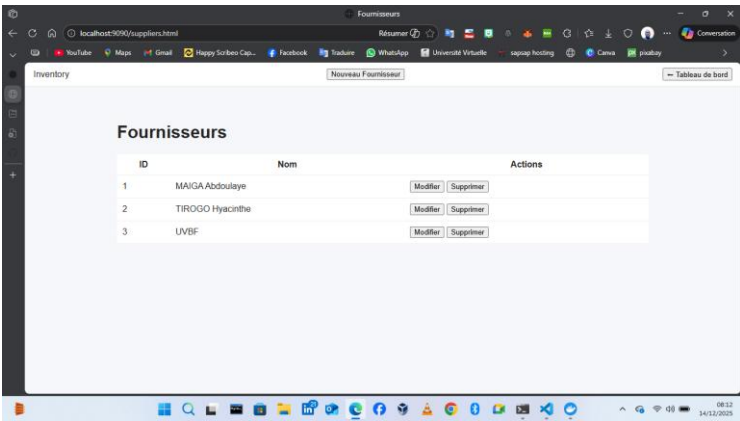 Fournisseurs
localhost:9090/suppliers.html
Résumer
Conversation
YouTube Maps Gmail Happy Scribeo Cap... Facebook Traduire WhatsApp Université Virtuelle sapsap hosting Canva pixabay
Inventory Nouveau Fournisseur ← Tableau de bord
Fournisseurs
ID Nom Actions
1 MAIGA Abdoulaye Modifier Supprimer
2 TIROGO Hyacinthe Modifier Supprimer
3 UVBF Modifier Supprimer
08:12
14/12/2025